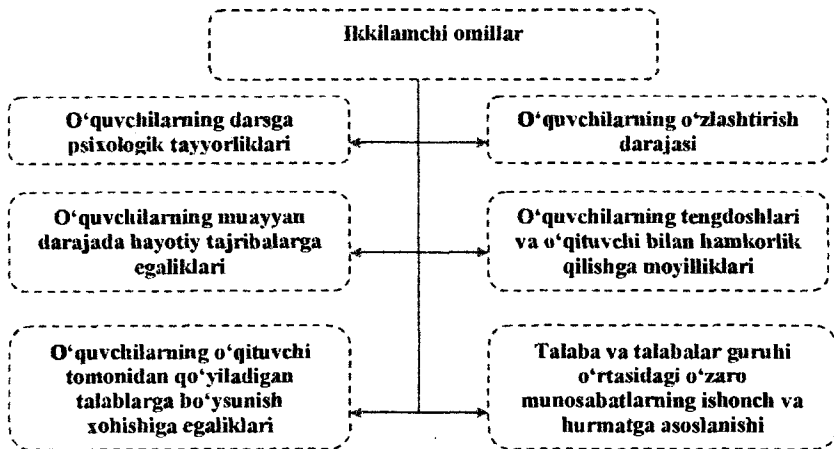 Ikkilamchi omillar
O‘quvchilarning darsga
psixologik tayyorliklari
O‘quvchilarning o‘zlashtirish
darajasi
O‘quvchilarning muayyan
darajada hayotiy tajribalarga
egaliklari
O‘quvchilarning tengdoshlari
va o‘qituvchi bilan hamkorlik
qilishga moyilliklari
O‘quvchilarning o‘qituvchi
tomonidan qo‘yiladigan
talablarga bo‘ysunish
xohishiga egaliklari
Talaba va talabalar guruhi
o‘rtasidagi o‘zaro
munosabatlarning ishonch va
hurmatga asoslanishi